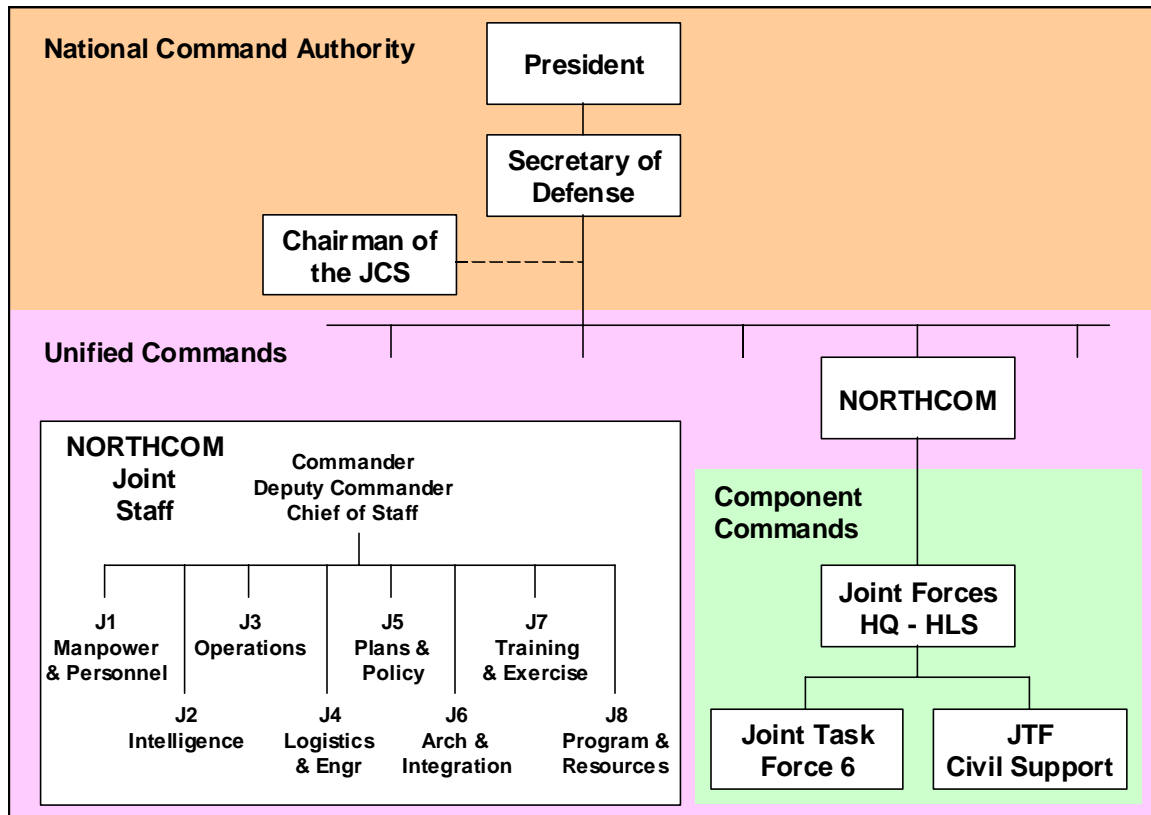 National Command Authority
President
Secretary of
Defense
Chairman of
the JCS
Unified Commands
NORTHCOM
NORTHCOM
Joint
Staff
Commander
Deputy Commander
Chief of Staff
J1
Manpower
& Personnel
J3
Operations
J5
Plans &
Policy
J7
Training
& Exercise
J2
Intelligence
J4
Logistics
& Engr
J6
Arch &
Integration
J8
Program &
Resources
Component
Commands
Joint Forces
HQ - HLS
Joint Task
Force 6
JTF
Civil Support